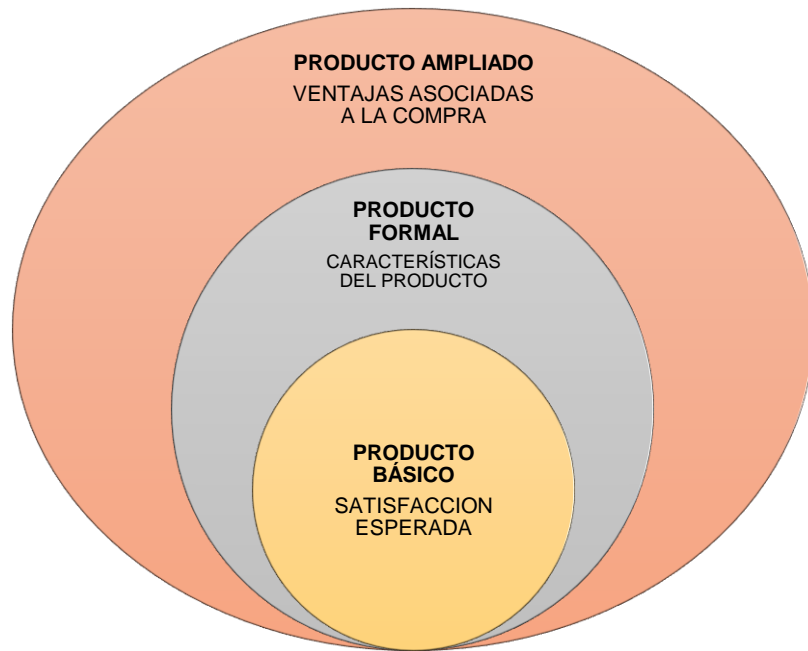 PRODUCTO AMPLIADO
VENTAJAS ASOCIADAS
A LA COMPRA
PRODUCTO
FORMAL
CARACTERÍSTICAS
DEL PRODUCTO
PRODUCTO
BÁSICO
SATISFACCION
ESPERADA